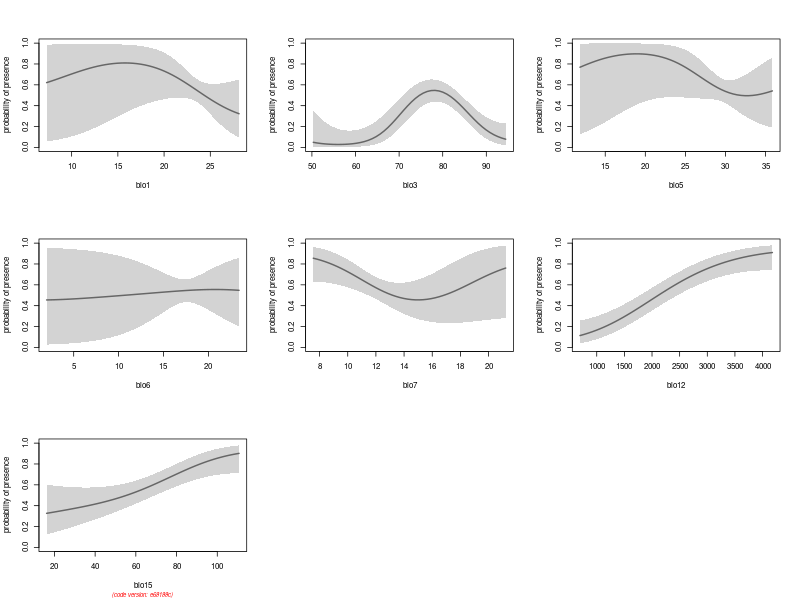 probability of presence
0.0 0.2 0.4 0.6 0.8 1.0
10 15 20 25
bio1
probability of presence
0.0 0.2 0.4 0.6 0.8 1.0
50 60 70 80 90
bio3
probability of presence
0.0 0.2 0.4 0.6 0.8 1.0
15 20 25 30 35
bio5
probability of presence
0.0 0.2 0.4 0.6 0.8 1.0
5 10 15 20
bio6
probability of presence
0.0 0.2 0.4 0.6 0.8 1.0
8 10 12 14 16 18 20
bio7
probability of presence
0.0 0.2 0.4 0.6 0.8 1.0
1000 1500 2000 2500 3000 3500 4000
bio12
probability of presence
0.0 0.2 0.4 0.6 0.8 1.0
20 40 60 80 100
bio15
(code version: e69189c)